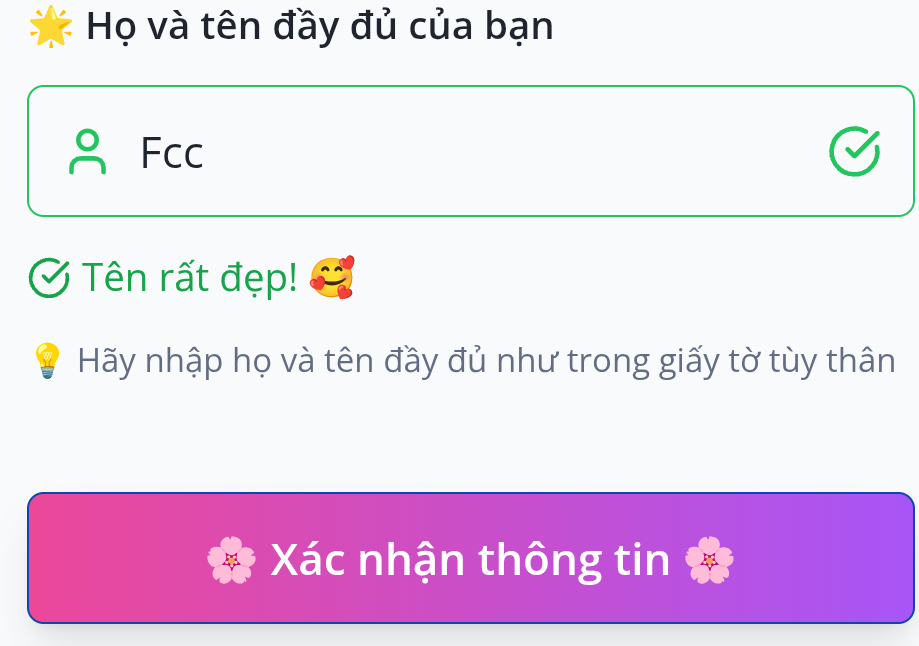 🌟 Họ và tên đầy đủ của bạn
Fcc
Tên rất đẹp! 🥰
💡 Hãy nhập họ và tên đầy đủ như trong giấy tờ tùy thân
🌸 Xác nhận thông tin 🌸